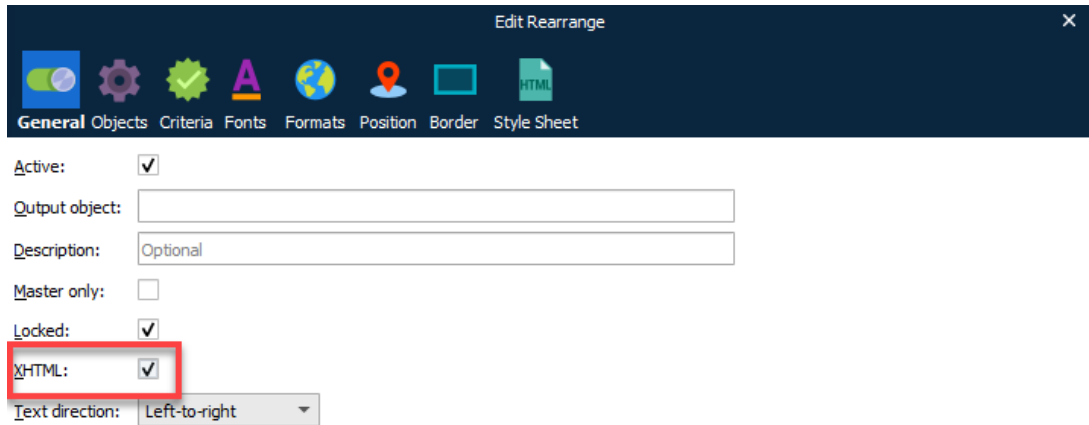 Edit Rearrange
A
HTML
General Objects Criteria Fonts Formats Position Border Style Sheet
Active:
Output object:
Description: Optional
Master only:
Locked:
XHTML:
Text direction: Left-to-right